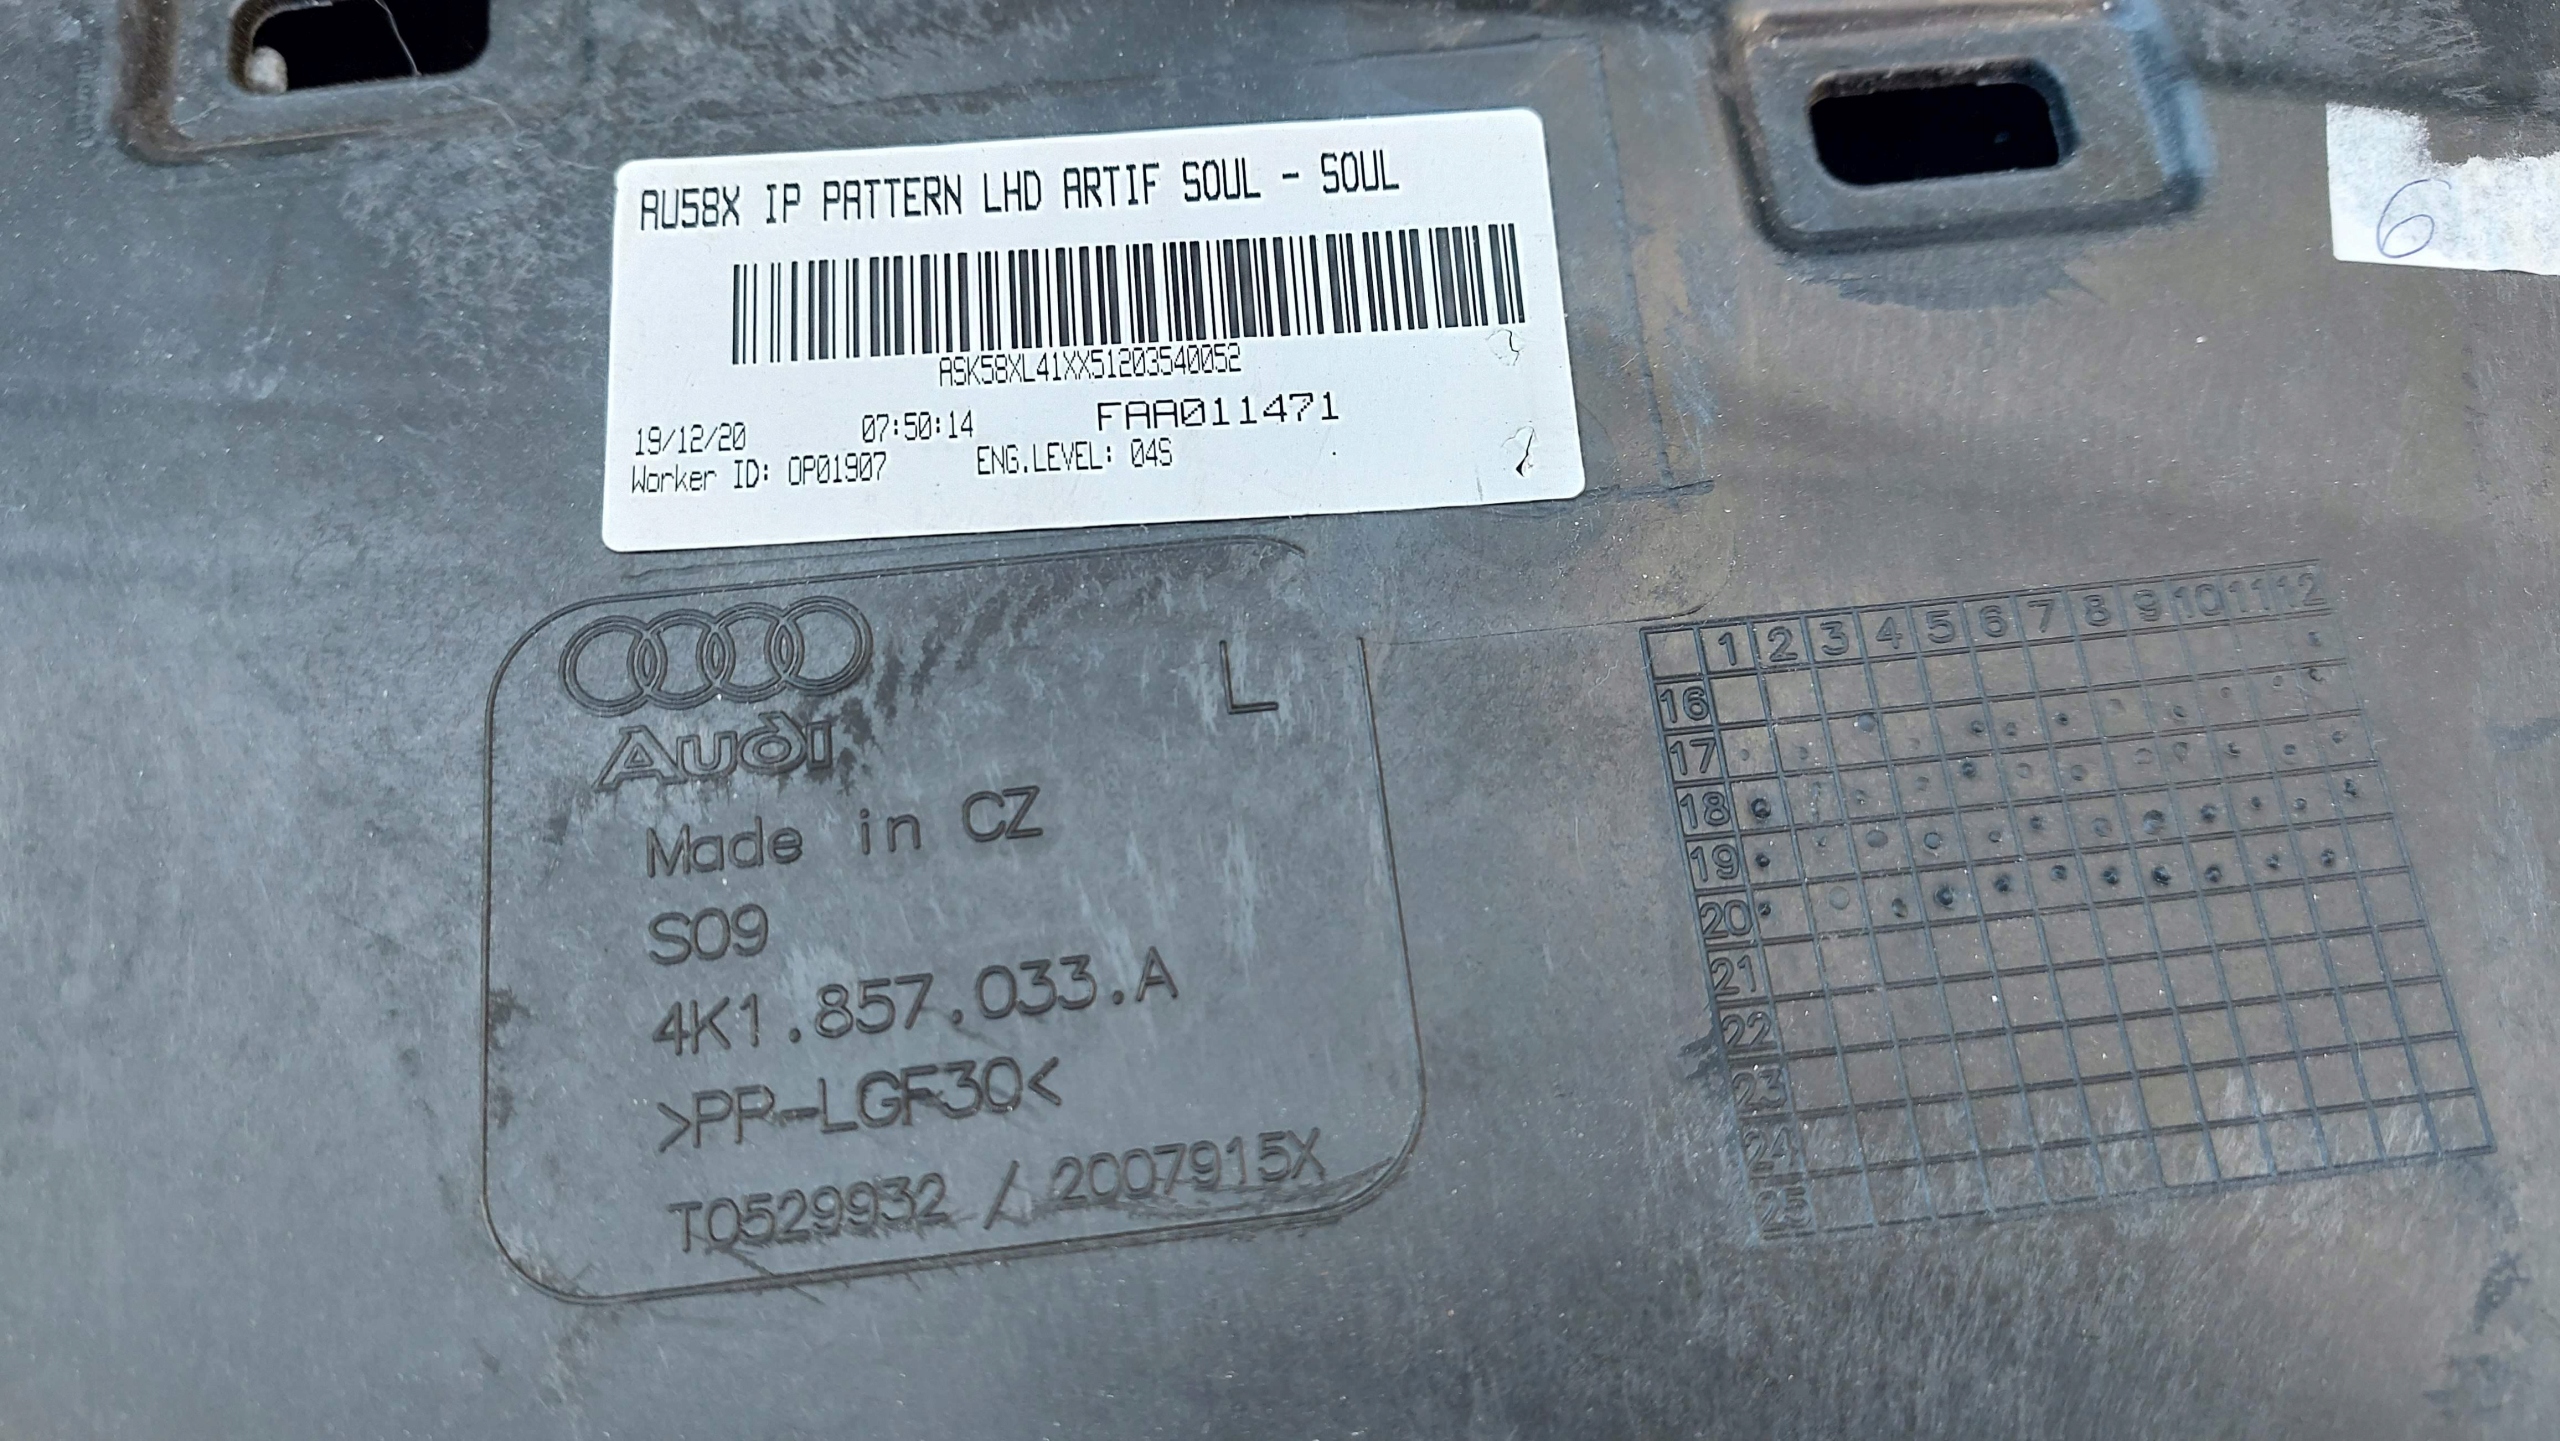 AU58X IP PATTERN LHD ARTIF SOUL - SOUL
ASK58XL41XX51203540052
19/12/20 07:50:14 FAA011471
Worker ID: OP01907 ENG.LEVEL: 04S
6
Audi L
Made in CZ
S09
4K1.857.033.A
>PP-LGF30<
T0529932 / 2007915X
1 2 3 4 5 6 7 8 9 10 11 12
16
17
18
19
20
21
22
23
24
25